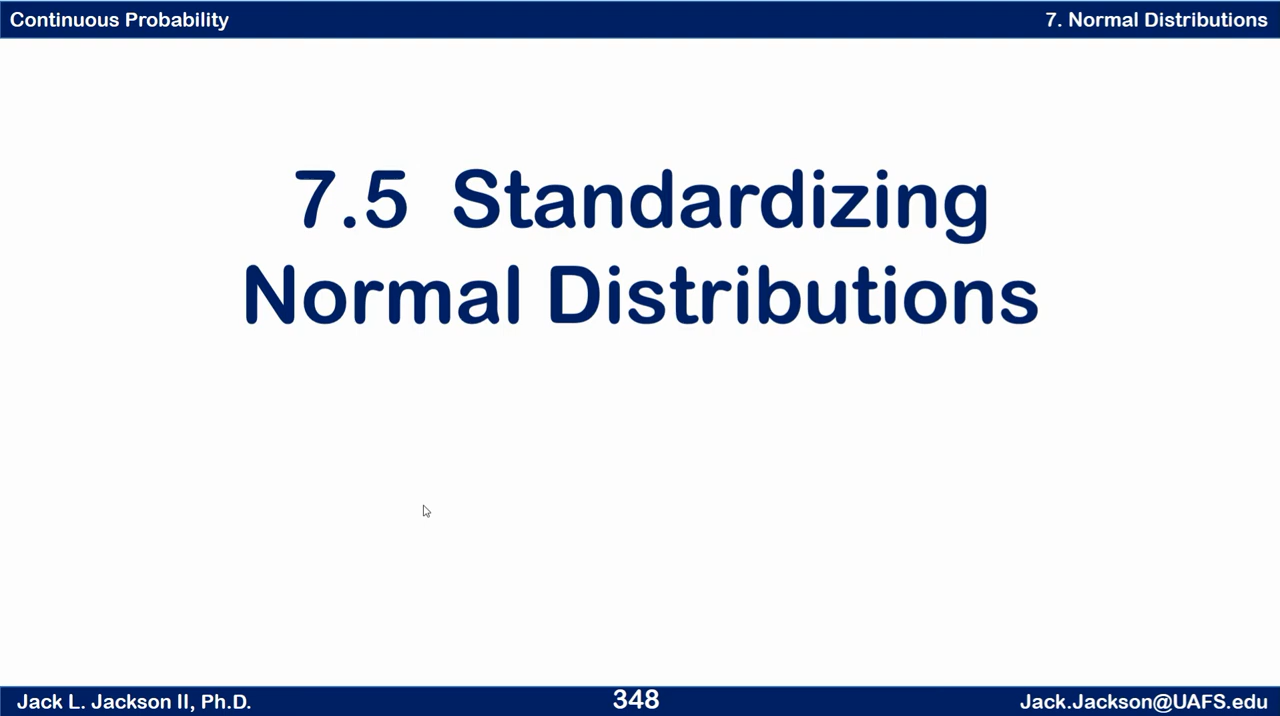 Continuous Probability
7. Normal Distributions
7.5 Standardizing
Normal Distributions
Jack L. Jackson II, Ph.D.
348
Jack.Jackson@UAFS.edu